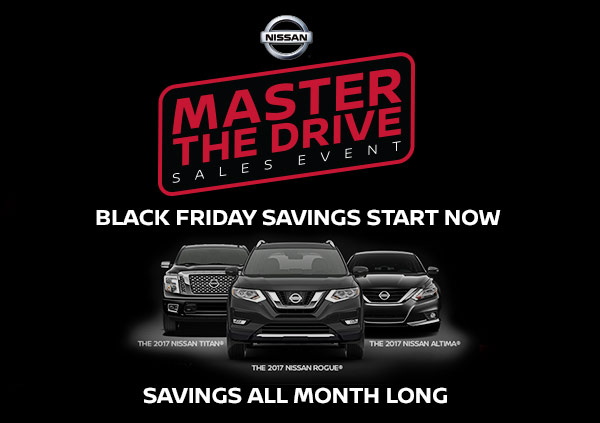 NISSAN
MASTER
THE DRIVE
SALES EVENT
BLACK FRIDAY SAVINGS START NOW
THE 2017 NISSAN TITAN®
THE 2017 NISSAN ROGUE®
THE 2017 NISSAN ALTIMA®
SAVINGS ALL MONTH LONG